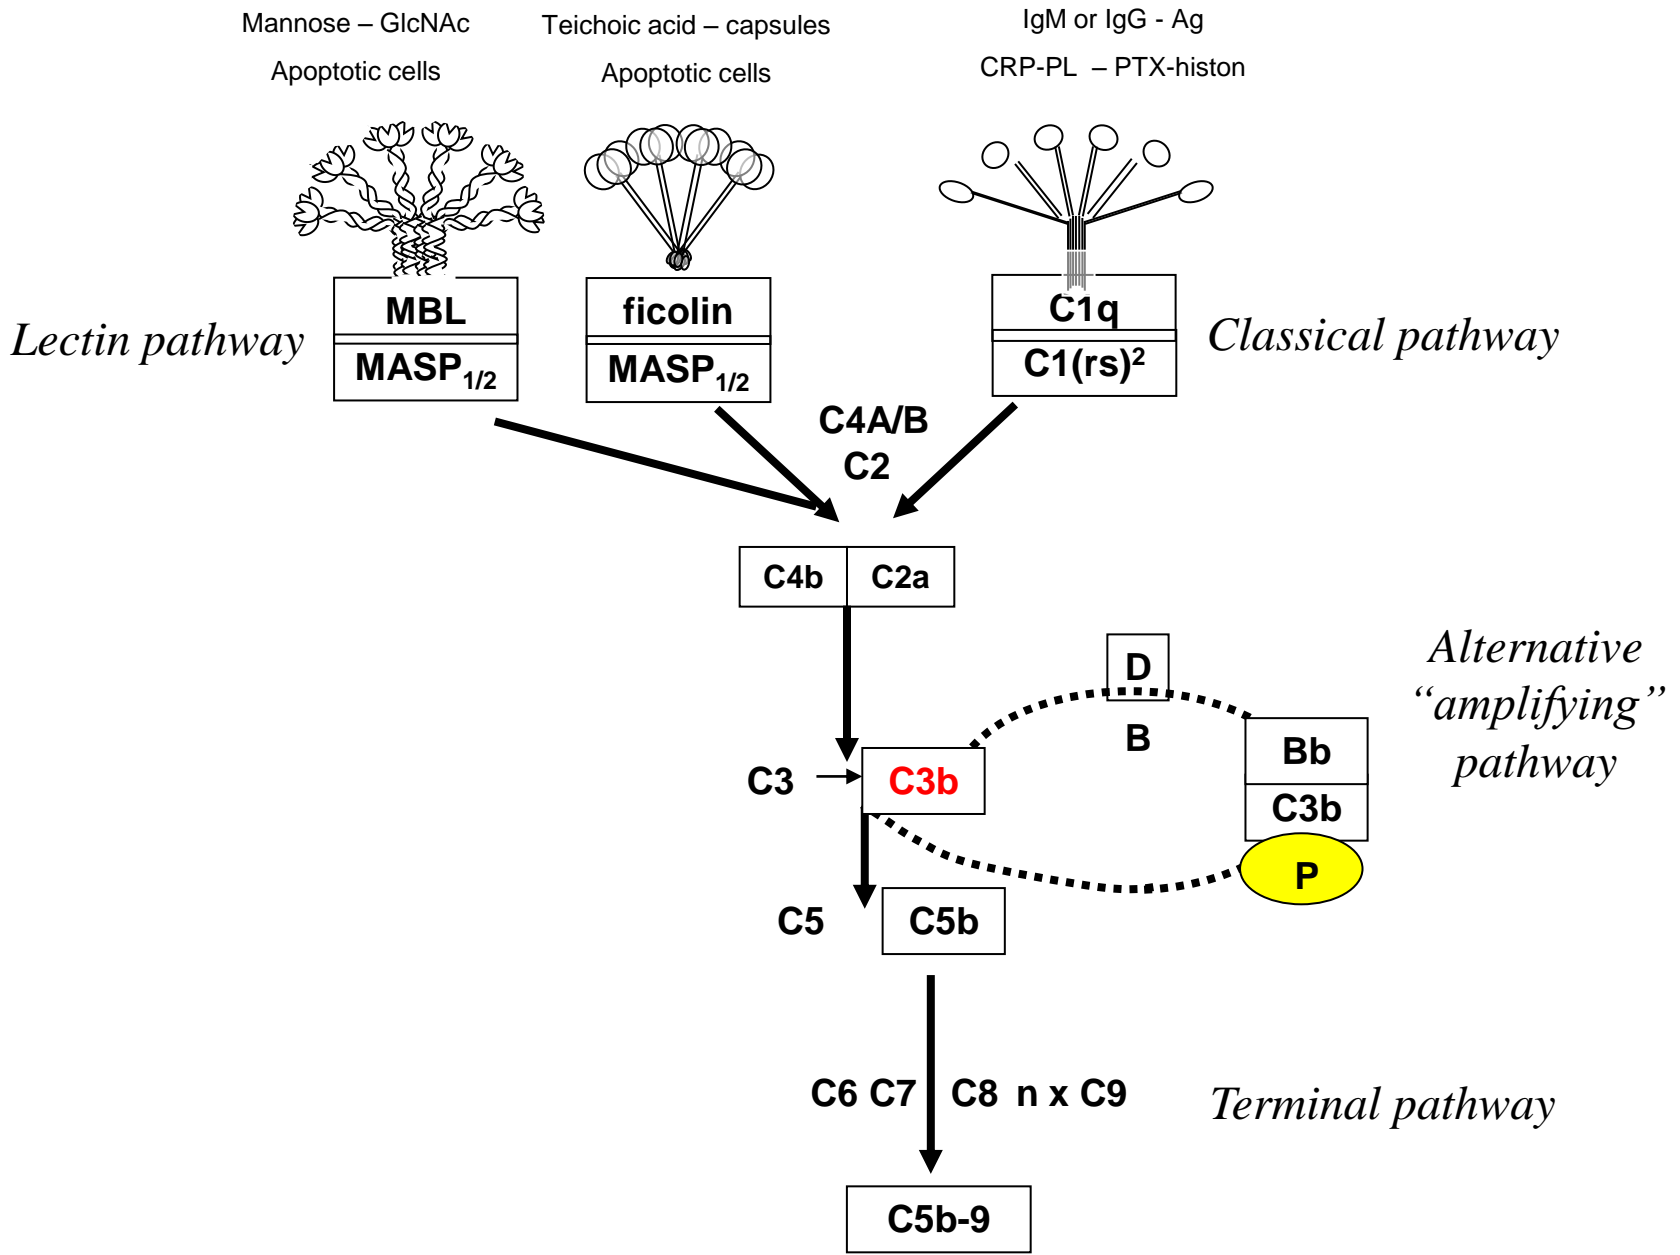 Mannose – GlcNAc
Apoptotic cells
Teichoic acid – capsules
Apoptotic cells
IgM or IgG - Ag
CRP-PL – PTX-histon
Lectin pathway
MBL
MASP1/2
ficolin
MASP1/2
C1q
C1(rs)2
Classical pathway
C4A/B
C2
C4b
C2a
Alternative
“amplifying”
pathway
D
B
Bb
C3b
P
C3
C3b
C5
C5b
C6 C7
C8 n x C9
Terminal pathway
C5b-9